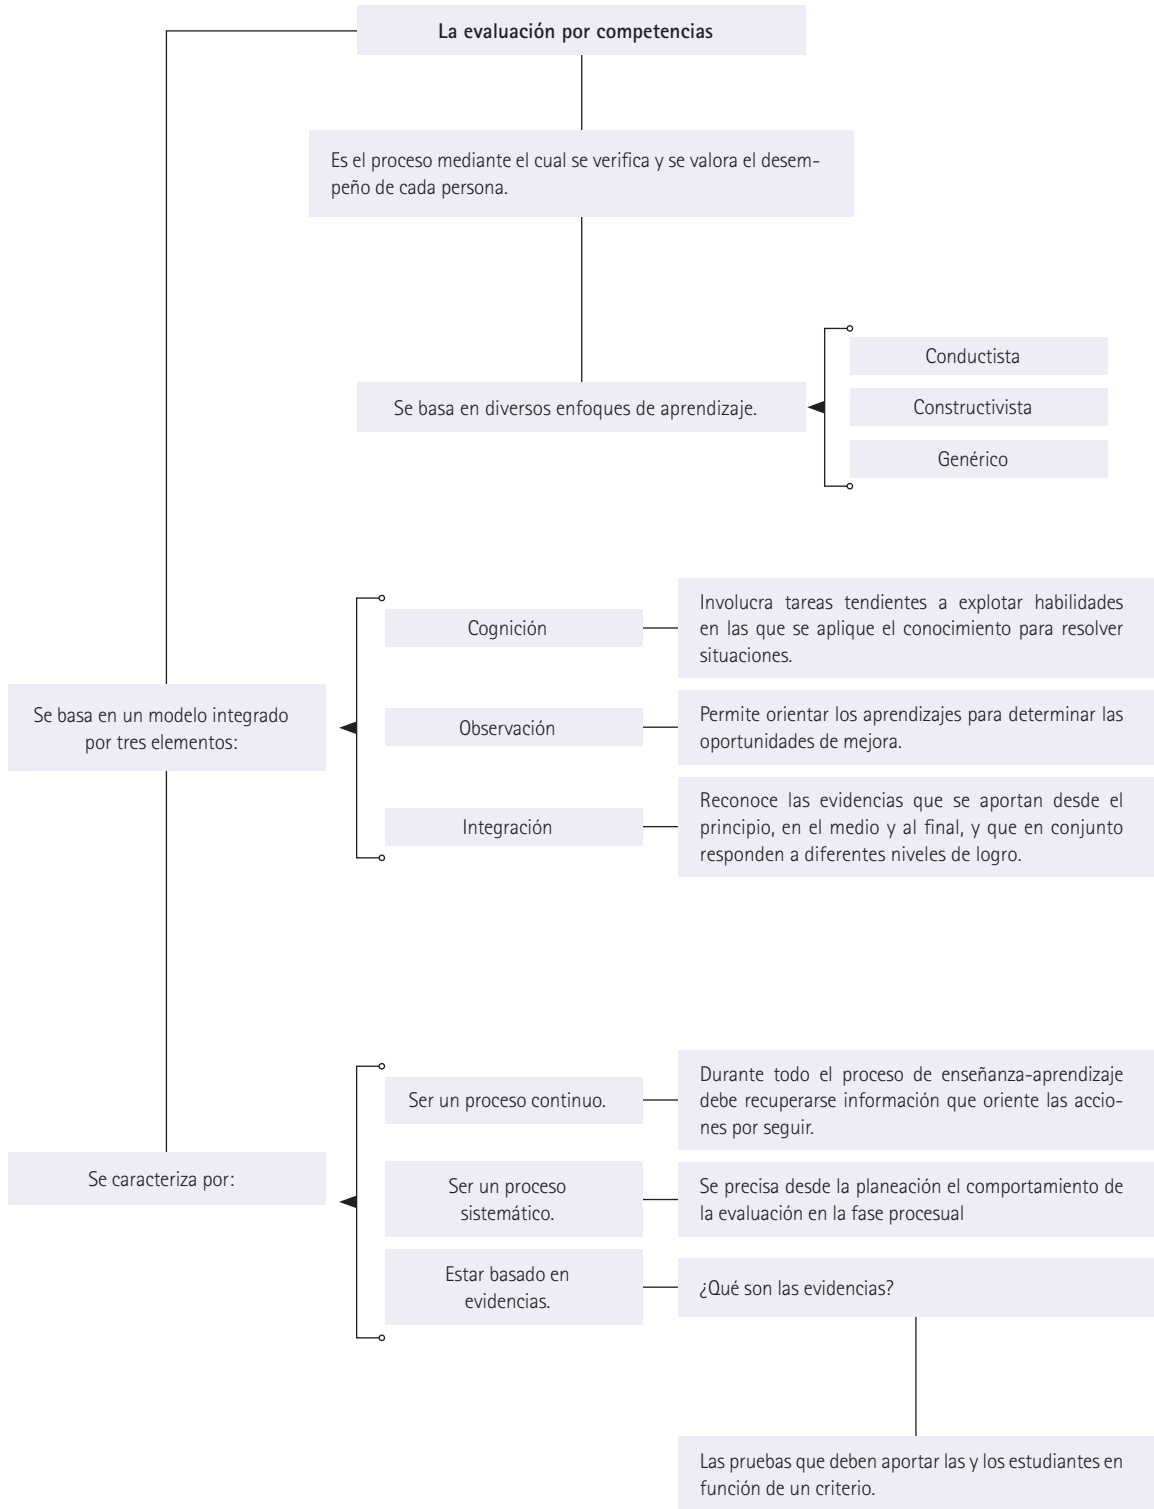 La evaluación por competencias
Es el proceso mediante el cual se verifica y se valora el desem-
peño de cada persona.
Se basa en diversos enfoques de aprendizaje.
Conductista
Constructivista
Genérico
Se basa en un modelo integrado
por tres elementos:
Cognición
Involucra tareas tendientes a explotar habilidades
en las que se aplique el conocimiento para resolver
situaciones.
Observación
Permite orientar los aprendizajes para determinar las
oportunidades de mejora.
Integración
Reconoce las evidencias que se aportan desde el
principio, en el medio y al final, y que en conjunto
responden a diferentes niveles de logro.
Se caracteriza por:
Ser un proceso continuo.
Durante todo el proceso de enseñanza-aprendizaje
debe recuperarse información que oriente las accio-
nes por seguir.
Ser un proceso
sistemático.
Se precisa desde la planeación el comportamiento de
la evaluación en la fase procesual
Estar basado en
evidencias.
¿Qué son las evidencias?
Las pruebas que deben aportar las y los estudiantes en
función de un criterio.